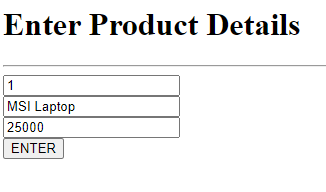 Enter Product Details
1
MSI Laptop
25000
ENTER